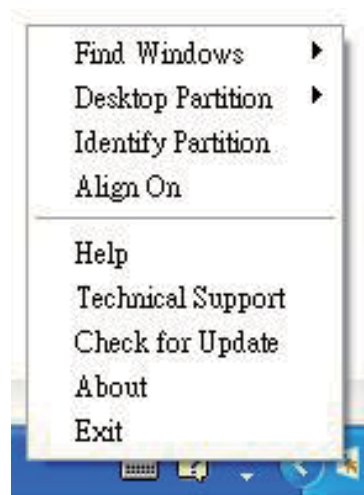 Find Windows
Desktop Partition
Identify Partition
Align On
Help
Technical Support
Check for Update
About
Exit